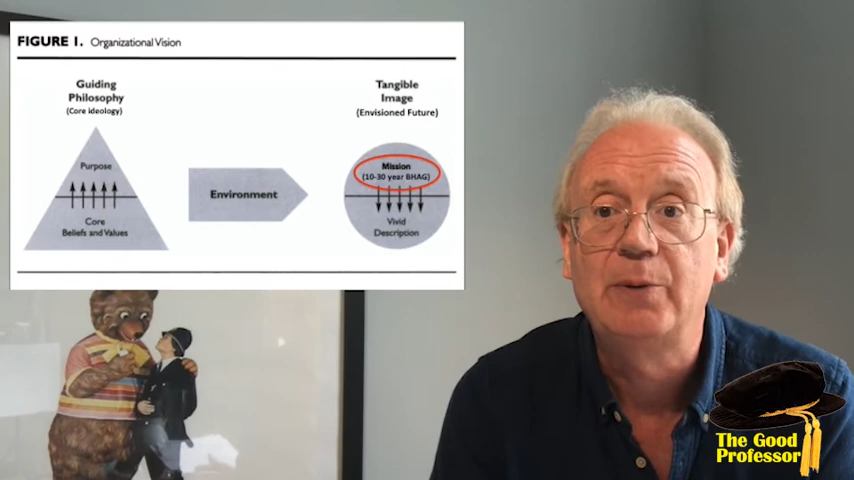 FIGURE 1. Organizational Vision
Guiding
Philosophy
(Core ideology)
Purpose
Core
Beliefs and Values
Environment
Tangible
Image
(Envisioned Future)
Mission
(10-30 year BHAG)
Vivid
Description
The Good
Professor